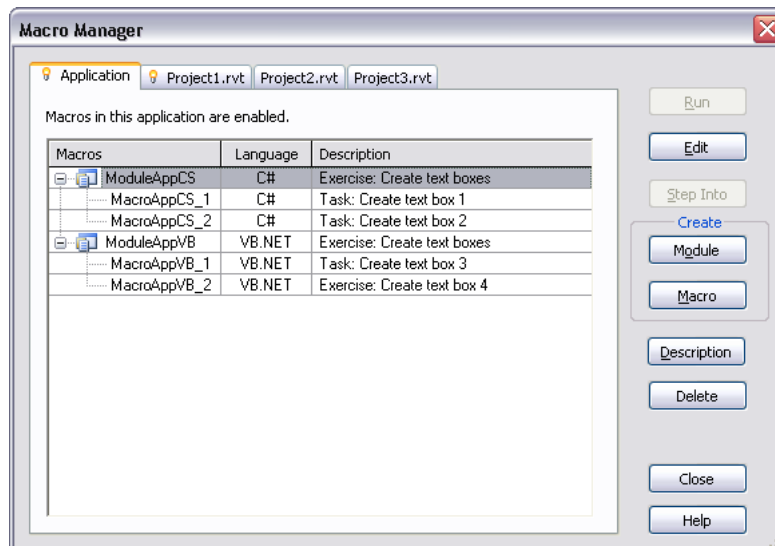 Macro Manager
Application Project1.rvt Project2.rvt Project3.rvt
Macros in this application are enabled.
Macros Language Description
ModuleAppCS C# Exercise: Create text boxes
MacroAppCS_1 C# Task: Create text box 1
MacroAppCS_2 C# Task: Create text box 2
ModuleAppVB VB.NET Exercise: Create text boxes
MacroAppVB_1 VB.NET Task: Create text box 3
MacroAppVB_2 VB.NET Exercise: Create text box 4
Run
Edit
Step Into
Create
Module
Macro
Description
Delete
Close
Help